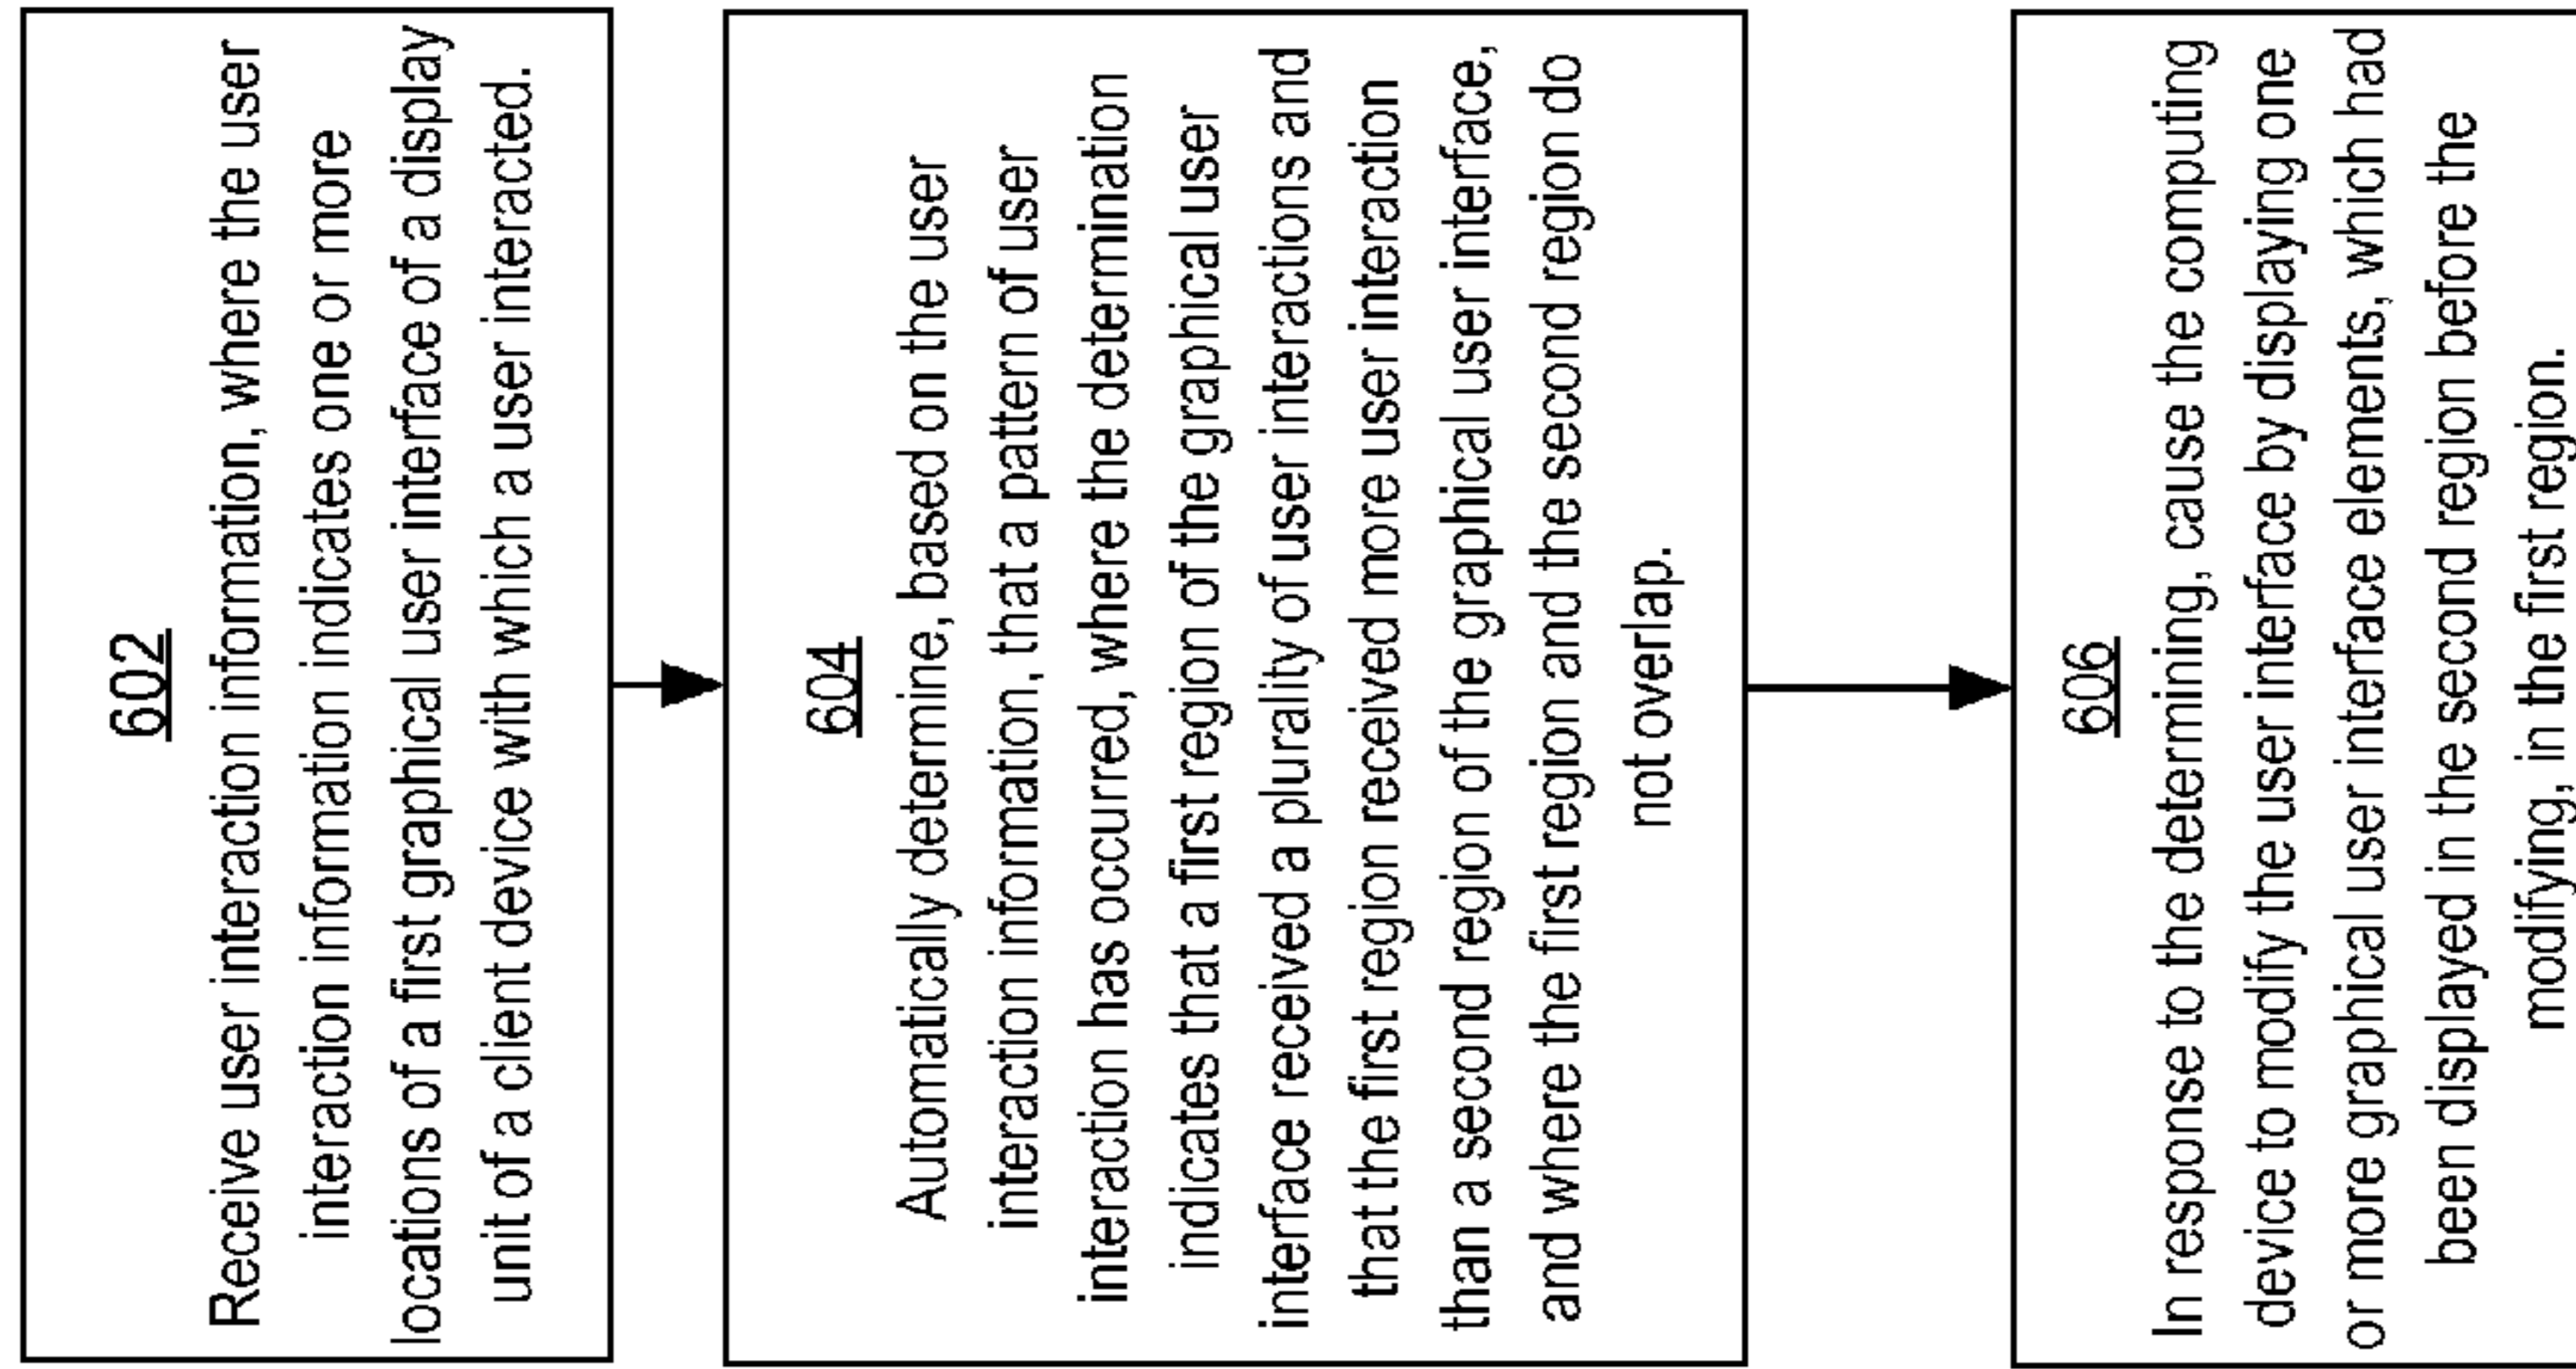 602
Receive user interaction information, where the user
interaction information indicates one or more
locations of a first graphical user interface of a display
unit of a client device with which a user interacted.
604
Automatically determine, based on the user
interaction information, that a pattern of user
interaction has occurred, where the determination
indicates that a first region of the graphical user
interface received a plurality of user interactions and
that the first region received more user interaction
than a second region of the graphical user interface,
and where the first region and the second region do
not overlap.
606
In response to the determining, cause the computing
device to modify the user interface by displaying one
or more graphical user interface elements, which had
been displayed in the second region before the
modifying, in the first region.